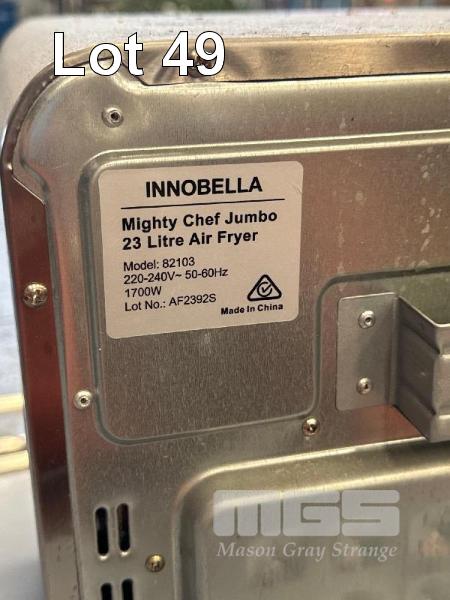 Lot 49
INNOBELLA
Mighty Chef Jumbo
23 Litre Air Fryer
Model: 82103
220-240V~ 50-60Hz
1700W
Lot No.: AF2392S
Made In China
MGS
Mason Gray Strange